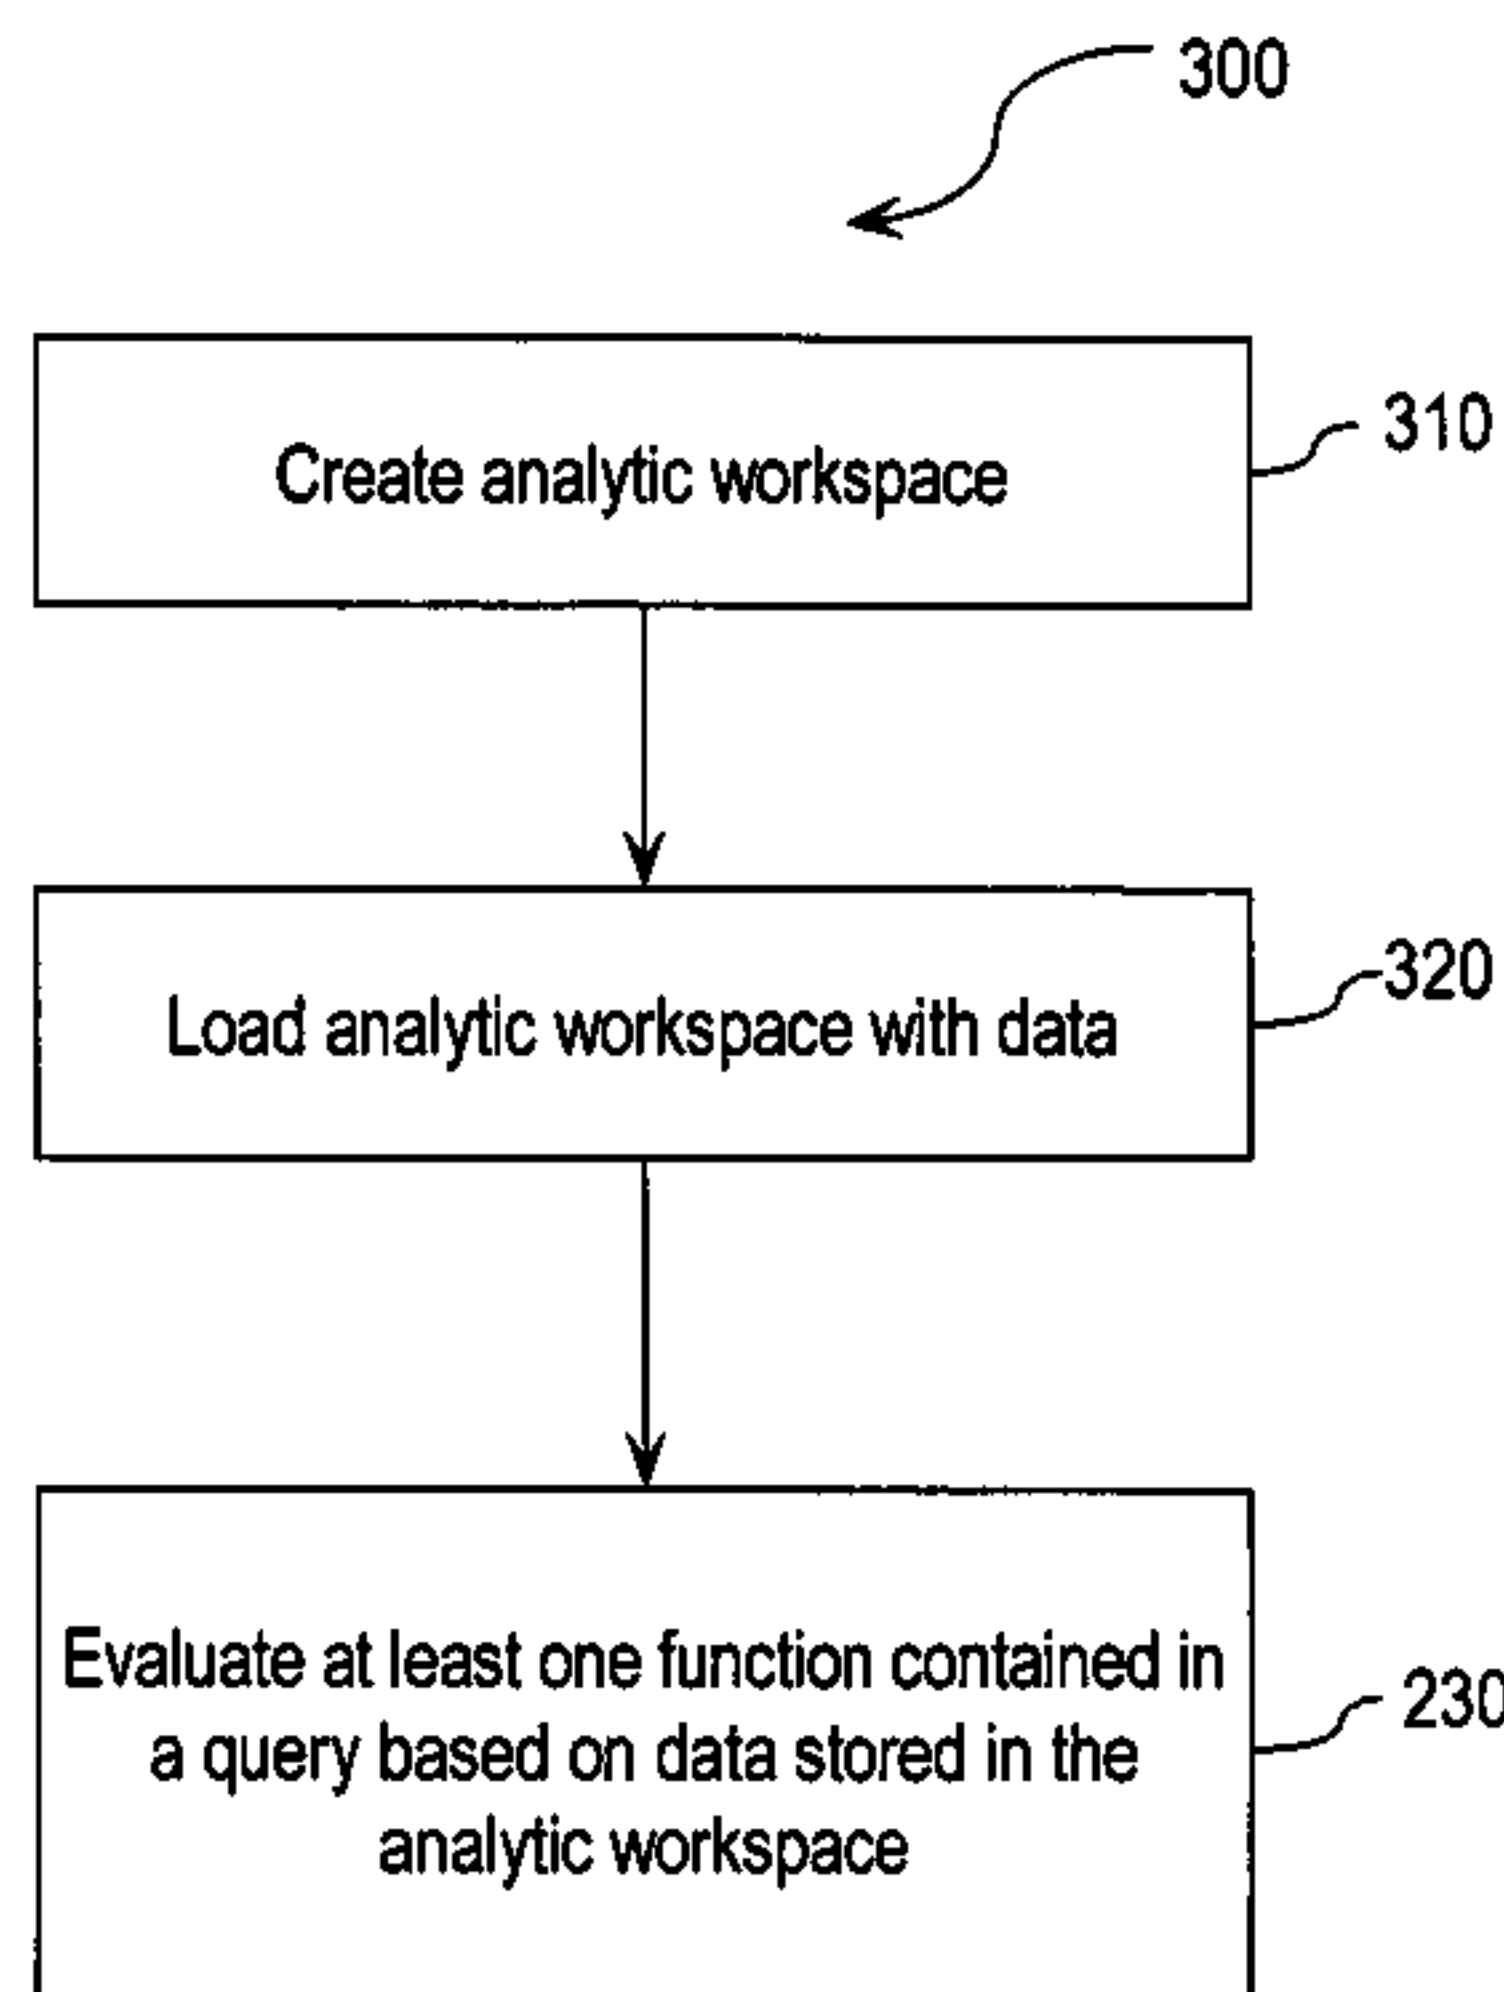 300
Create analytic workspace
310
Load analytic workspace with data
320
Evaluate at least one function contained in
a query based on data stored in the
analytic workspace
230